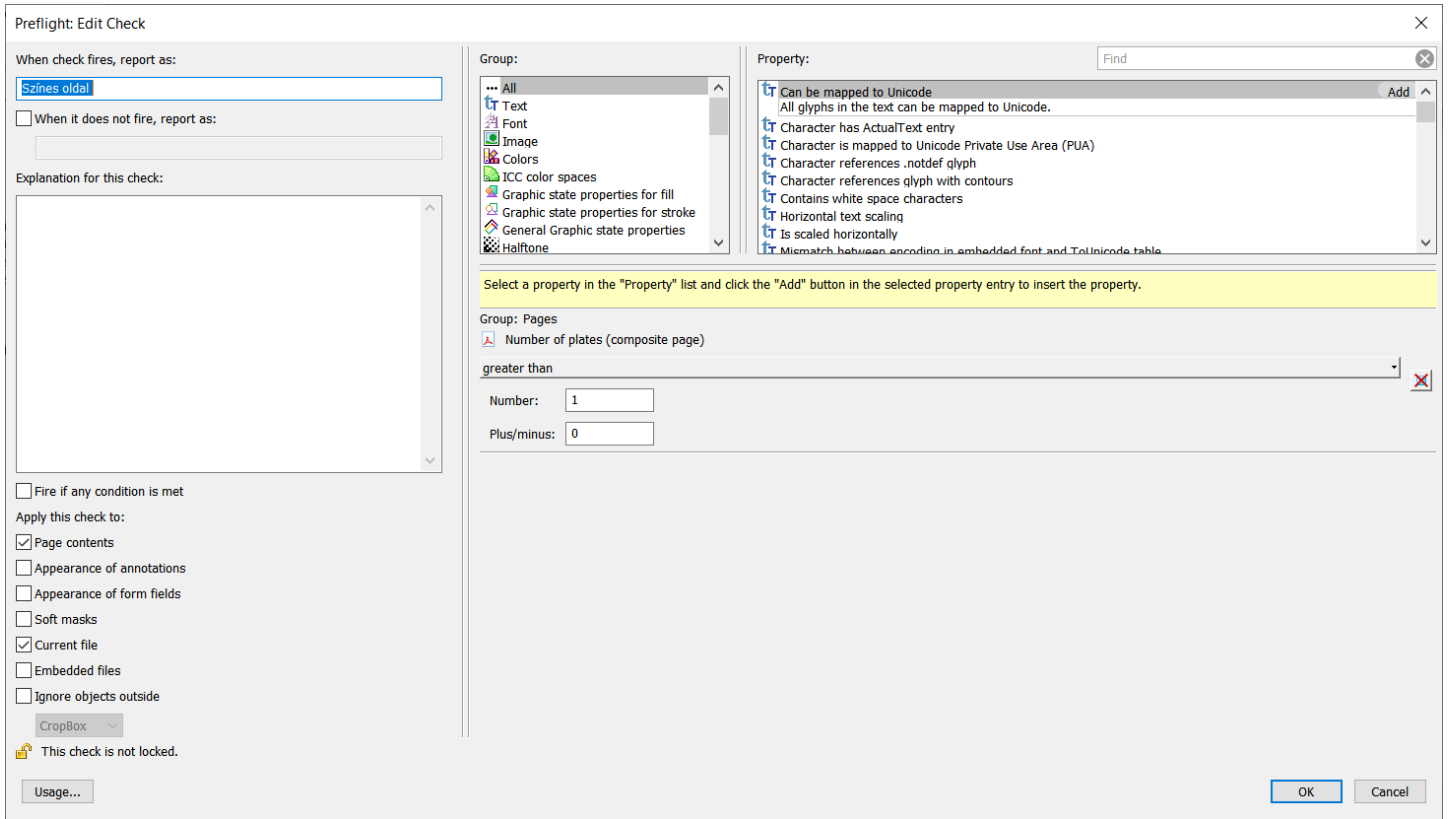 Preflight: Edit Check
When check fires, report as:
Színes oldal
When it does not fire, report as:
Explanation for this check:
Fire if any condition is met
Apply this check to:
Page contents
Appearance of annotations
Appearance of form fields
Soft masks
Current file
Embedded files
Ignore objects outside
CropBox
This check is not locked.
Usage...
Group:
All
Text
Font
Image
Colors
ICC color spaces
Graphic state properties for fill
Graphic state properties for stroke
General Graphic state properties
Halftone
Property:
Find
Can be mapped to Unicode
Add
All glyphs in the text can be mapped to Unicode.
Character has ActualText entry
Character is mapped to Unicode Private Use Area (PUA)
Character references .notdef glyph
Character references glyph with contours
Contains white space characters
Horizontal text scaling
Is scaled horizontally
Mismatch between encoding in embedded font and ToUnicode table
Select a property in the "Property" list and click the "Add" button in the selected property entry to insert the property.
Group: Pages
Number of plates (composite page)
greater than
Number: 1
Plus/minus: 0
OK
Cancel